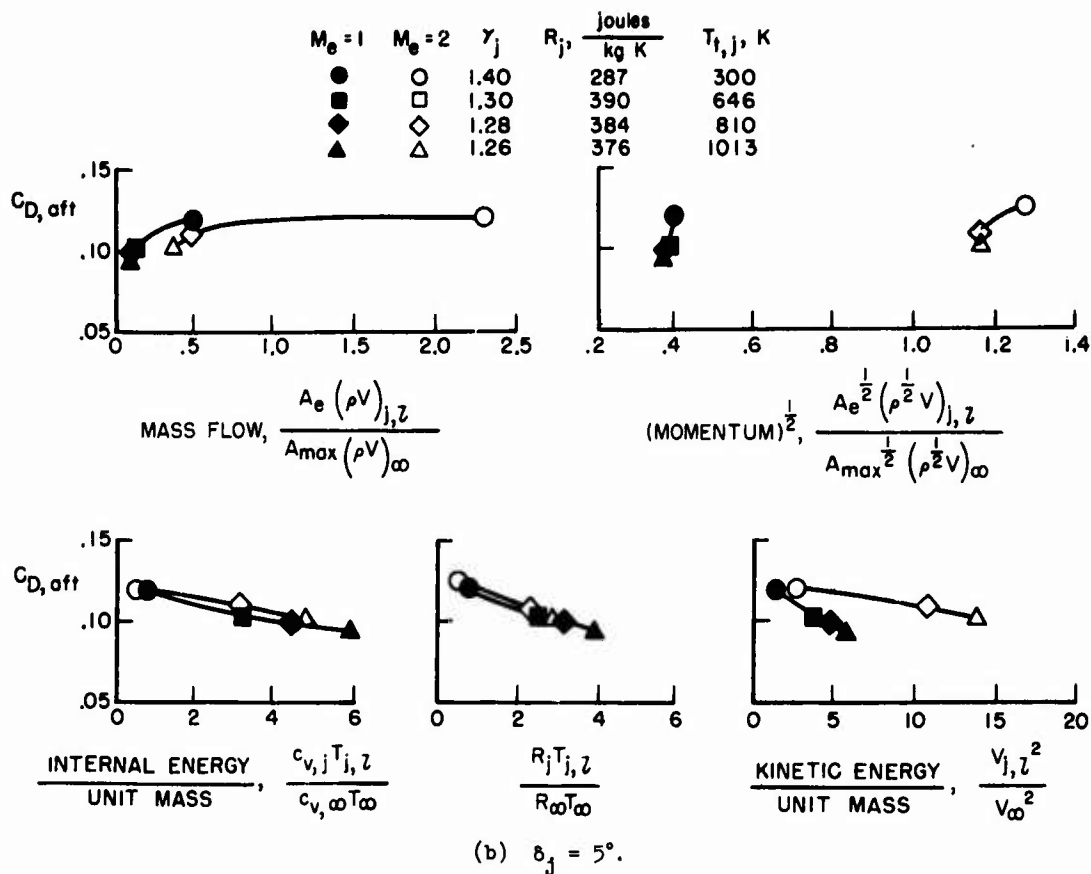 M_e = 1 M_e = 2 γ_j R_j, joules / kg K T_t,j, K
1.40 287 300
1.30 390 646
1.28 384 810
1.26 376 1013
.15
C_D, aft
.10
.05
0 .5 1.0 1.5 2.0 2.5
MASS FLOW, A_e (ρV)_j,l / A_max (ρV)_∞
.2 .4 .6 .8 1.0 1.2 1.4
(MOMENTUM)^1/2, A_e^1/2 (ρ^1/2 V)_j,l / A_max^1/2 (ρ^1/2 V)_∞
.15
C_D, aft
.10
.05
0 2 4 6
INTERNAL ENERGY / UNIT MASS, c_v,j T_j,l / c_v,∞ T_∞
0 2 4 6
R_j T_j,l / R_∞ T_∞
0 5 10 15 20
KINETIC ENERGY / UNIT MASS, V_j,l^2 / V_∞^2
(b) δ_j = 5°.